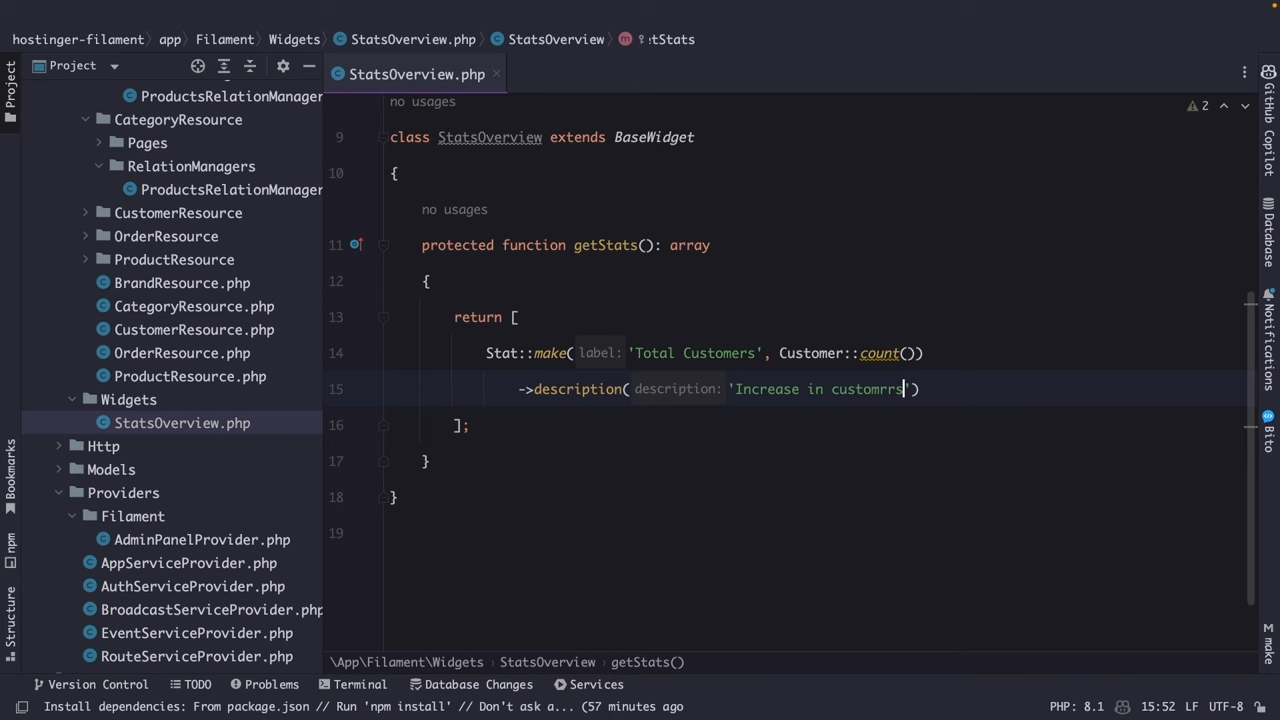 hostinger-filament app Filament Widgets StatsOverview.php StatsOverview tStats
Project
StatsOverview.php
Project
ProductsRelationManager
CategoryResource
Pages
RelationManagers
ProductsRelationManager
CustomerResource
OrderResource
ProductResource
BrandResource.php
CategoryResource.php
CustomerResource.php
OrderResource.php
ProductResource.php
Widgets
StatsOverview.php
Http
Models
Providers
Filament
AdminPanelProvider.php
AppServiceProvider.php
AuthServiceProvider.php
BroadcastServiceProvider.php
EventServiceProvider.php
RouteServiceProvider.php
Bookmarks
npm
Structure
no usages
2
9 class StatsOverview extends BaseWidget
10 {
no usages
11 protected function getStats(): array
12 {
13 return [
14 Stat::make( label: 'Total Customers', Customer::count())
15 ->description( description: 'Increase in customrrs')
16 ];
17 }
18 }
19
GitHub Copilot
Database
Notifications
Bito
make
\App\Filament\Widgets StatsOverview getStats()
Version Control TODO Problems Terminal Database Changes Services
Install dependencies: From package.json // Run 'npm install' // Don't ask a... (57 minutes ago PHP: 8.1 15:52 LF UTF-8